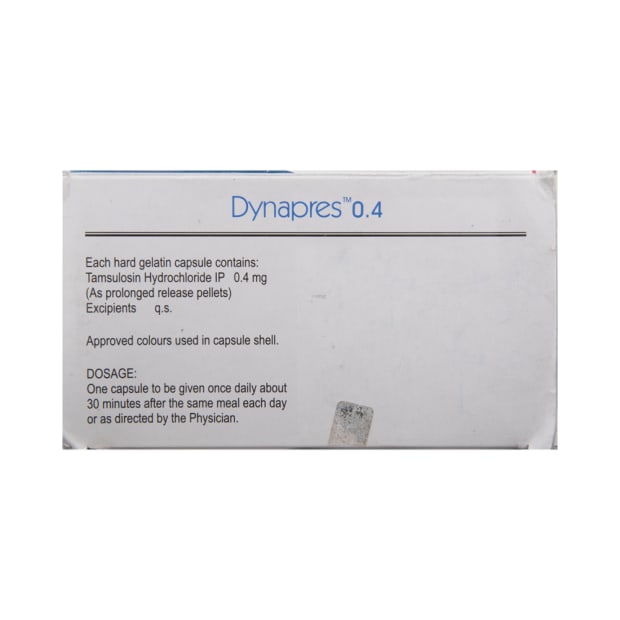 Dynapres™ 0.4
Each hard gelatin capsule contains:
Tamsulosin Hydrochloride IP 0.4 mg
(As prolonged release pellets)
Excipients q.s.
Approved colours used in capsule shell.
DOSAGE:
One capsule to be given once daily about
30 minutes after the same meal each day
or as directed by the Physician.